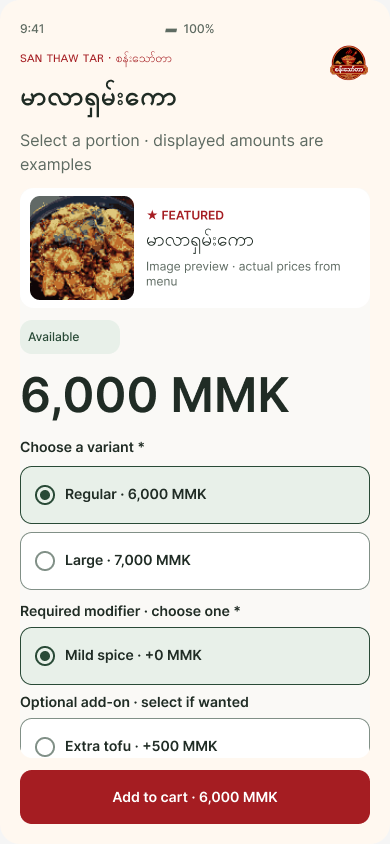 9:41 100%
SAN THAW TAR · စန်းသော်တာ
မာလာရှမ်းကော
Select a portion · displayed amounts are
examples
★ FEATURED
မာလာရှမ်းကော
Image preview · actual prices from
menu
Available
6,000 MMK
Choose a variant *
Regular · 6,000 MMK
Large · 7,000 MMK
Required modifier · choose one *
Mild spice · +0 MMK
Optional add-on · select if wanted
Extra tofu · +500 MMK
Add to cart · 6,000 MMK